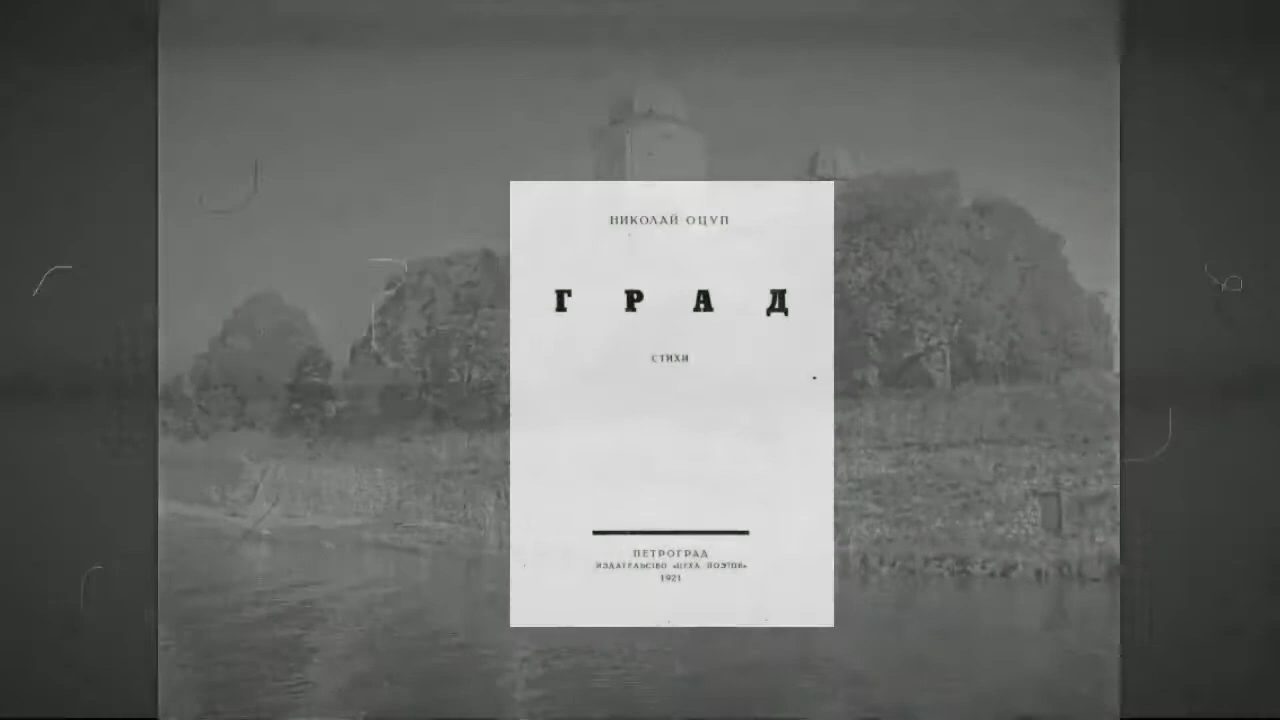 НИКОЛАЙ ОЦУП
ГРАД
СТИХИ
ПЕТРОГРАД
ИЗДАТЕЛЬСТВО «ЦЕХА ПОЭТОВ»
1921